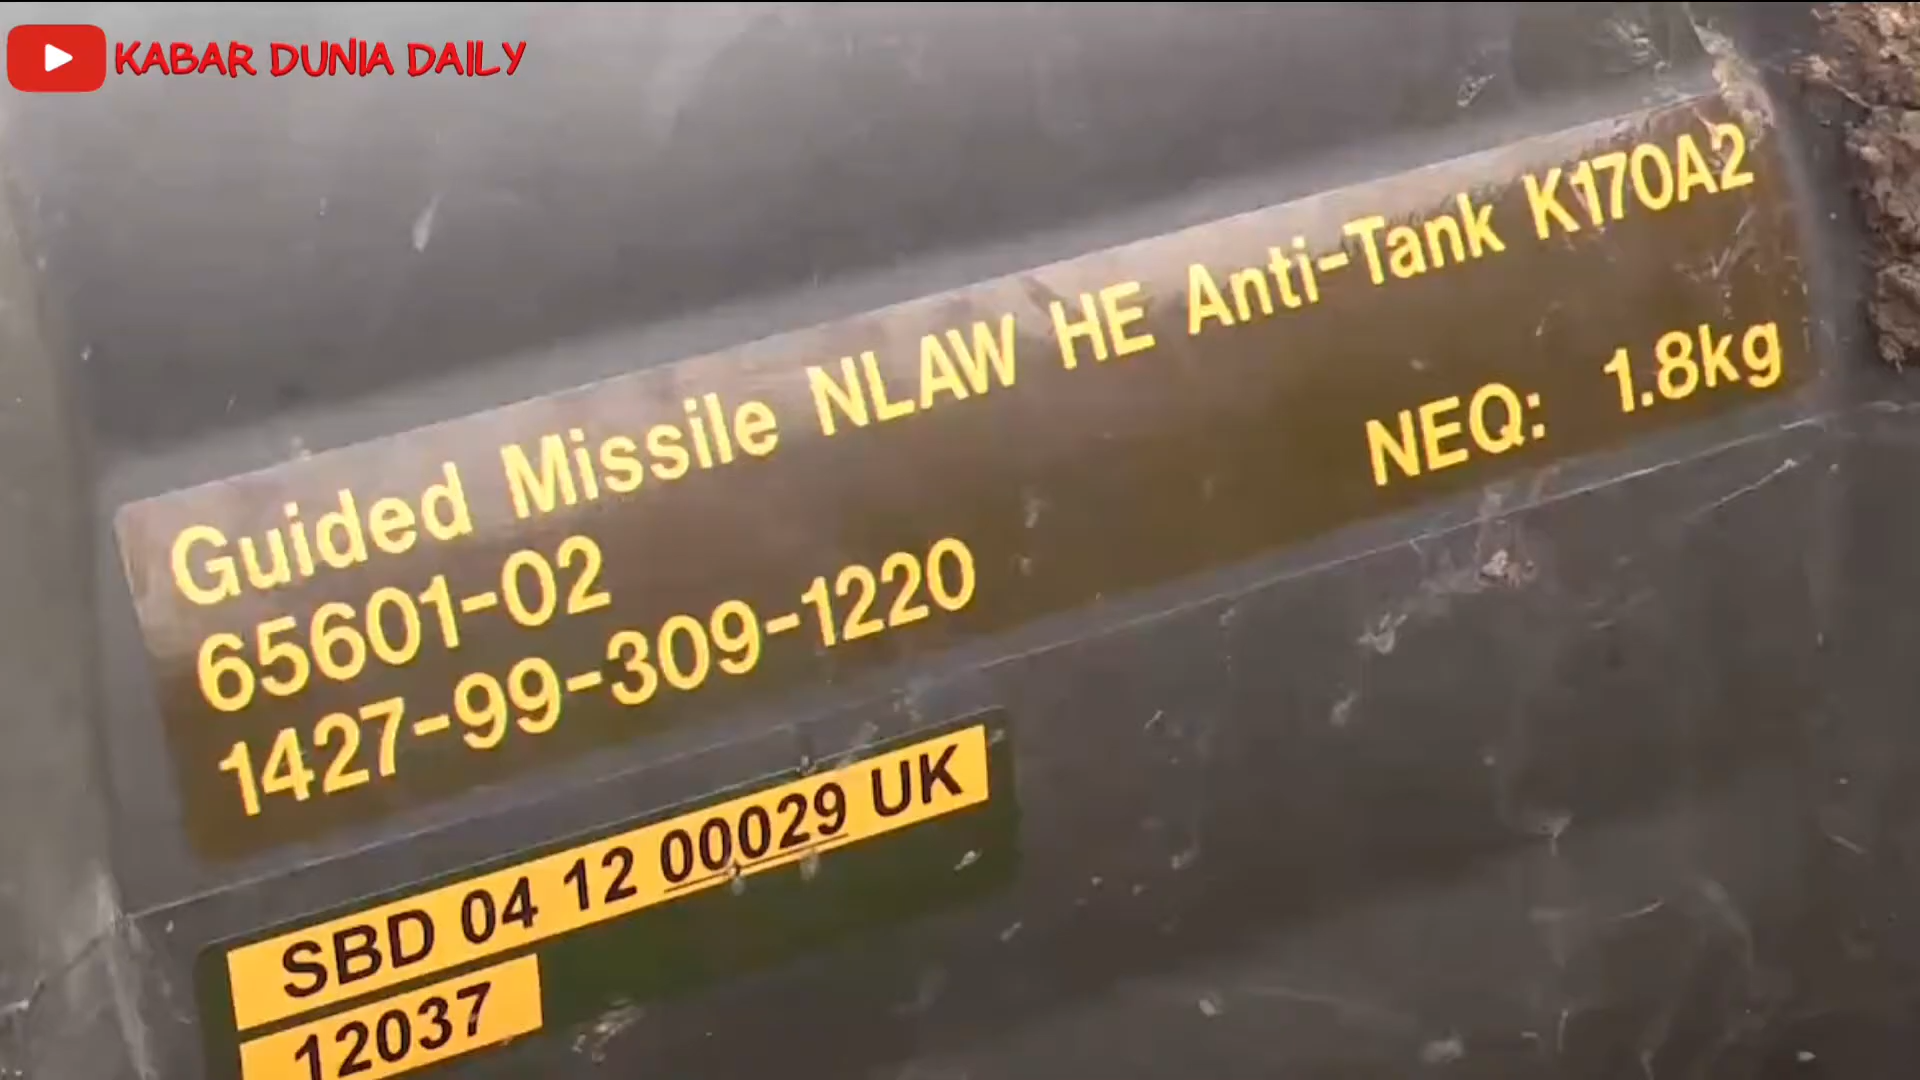 KABAR DUNIA DAILY
Guided Missile NLAW HE Anti-Tank K170A2
65601-02 NEQ: 1.8kg
1427-99-309-1220
SBD 04 12 00029 UK
12037